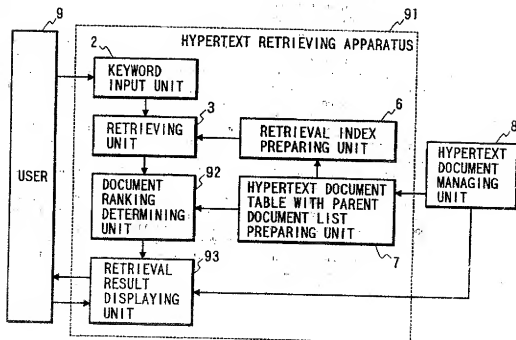 9
91
HYPERTEXT RETRIEVING APPARATUS
2
KEYWORD
INPUT UNIT
3
RETRIEVING
UNIT
6
RETRIEVAL INDEX
PREPARING UNIT
8
HYPERTEXT
DOCUMENT
MANAGING
UNIT
USER
92
DOCUMENT
RANKING
DETERMINING
UNIT
HYPERTEXT DOCUMENT
TABLE WITH PARENT
DOCUMENT LIST
PREPARING UNIT
7
93
RETRIEVAL
RESULT
DISPLAYING
UNIT